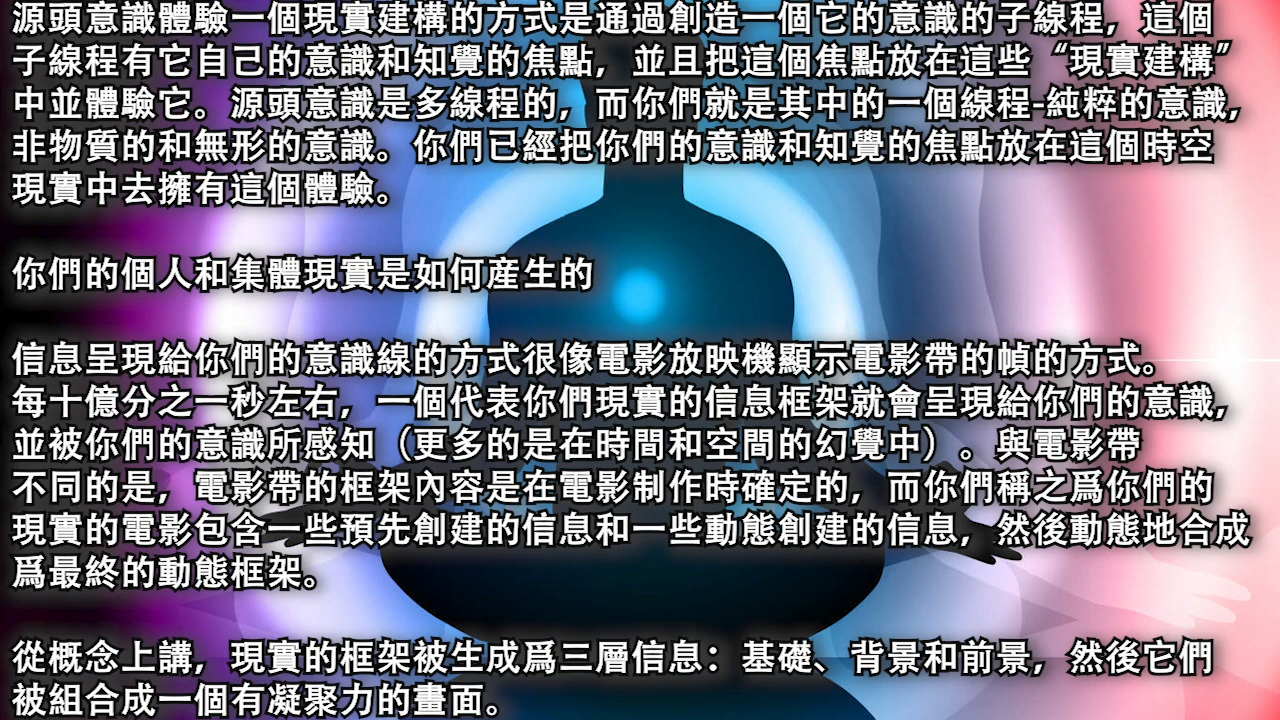 源頭意識體驗一個現實建構的方式是通過創造一個它的意識的子線程，這個
子線程有它自己的意識和知覺的焦點，並且把這個焦點放在這些“現實建構”
中並體驗它。源頭意識是多線程的，而你們就是其中的一個線程-純粹的意識，
非物質的和無形的意識。你們已經把你們的意識和知覺的焦點放在這個時空
現實中去擁有這個體驗。
你們的個人和集體現實是如何産生的
信息呈現給你們的意識線的方式很像電影放映機顯示電影帶的幀的方式。
每十億分之一秒左右，一個代表你們現實的信息框架就會呈現給你們的意識，
並被你們的意識所感知（更多的是在時間和空間的幻覺中）。與電影帶
不同的是，電影帶的框架內容是在電影制作時確定的，而你們稱之爲你們的
現實的電影包含一些預先創建的信息和一些動態創建的信息，然後動態地合成
爲最終的動態框架。
從概念上講，現實的框架被生成爲三層信息：基礎、背景和前景，然後它們
被組合成一個有凝聚力的畫面。